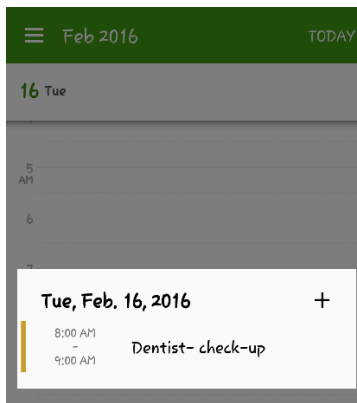 Feb 2016 TODAY
16 Tue
5
AM
6
7
Tue, Feb. 16, 2016 +
8:00 AM
-
9:00 AM
Dentist- check-up